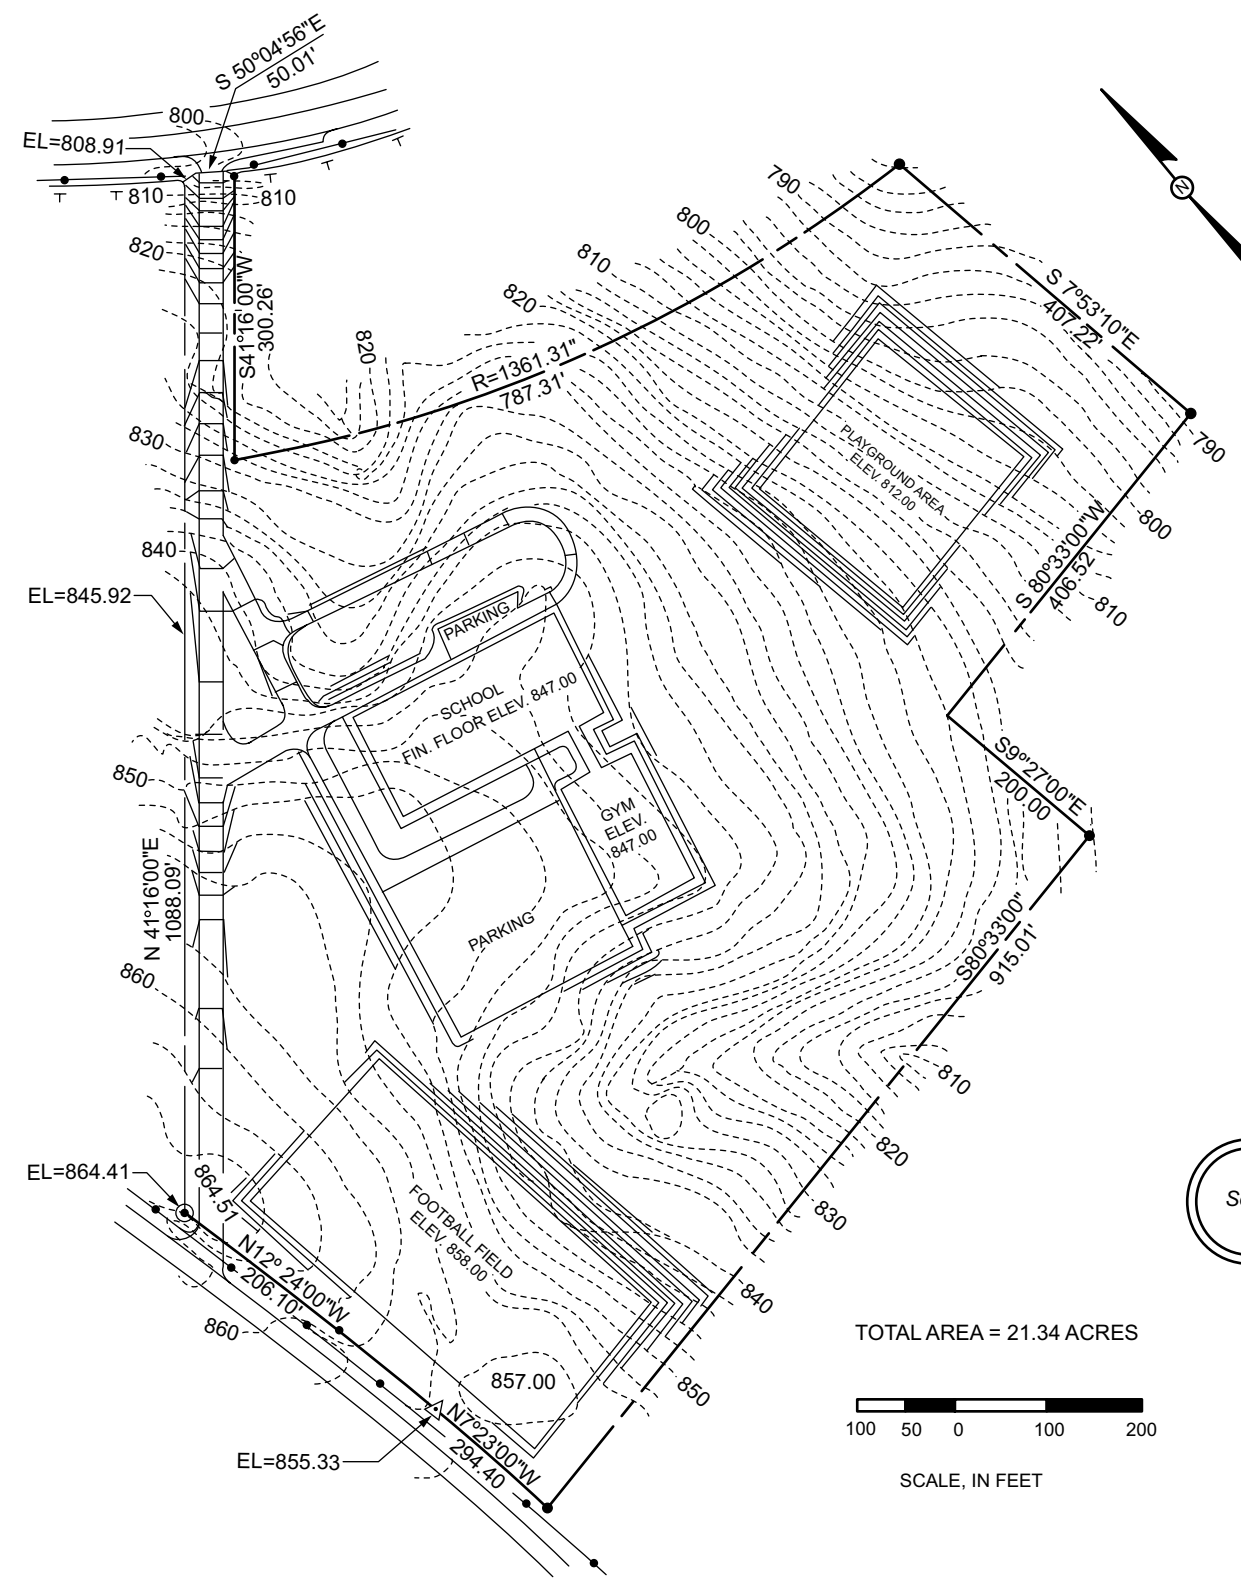 S 50°04'56"E
50.01'
800
EL=808.91
810
810
820
S41°16'00"W
300.26'
820
830
840
EL=845.92
850
N 41°16'00"E
1088.09'
860
EL=864.41
864.51
N12° 24'00"W
206.10'
860
EL=855.33
N7°23'00"W
294.40
790
800
810
820
R=1361.31"
787.31'
N
S 7°53'10"E
407.22'
790
800
810
S 80°33'00"W
406.52
PLAYGROUND AREA
ELEV. 812.00
PARKING
SCHOOL
FIN. FLOOR ELEV. 847.00
GYM
ELEV.
847.00
PARKING
S9°27'00"E
200.00
S80°33'00"
915.01'
810
820
830
840
850
FOOTBALL FIELD
ELEV. 858.00
857.00
TOTAL AREA = 21.34 ACRES
100 50 0 100 200
SCALE, IN FEET